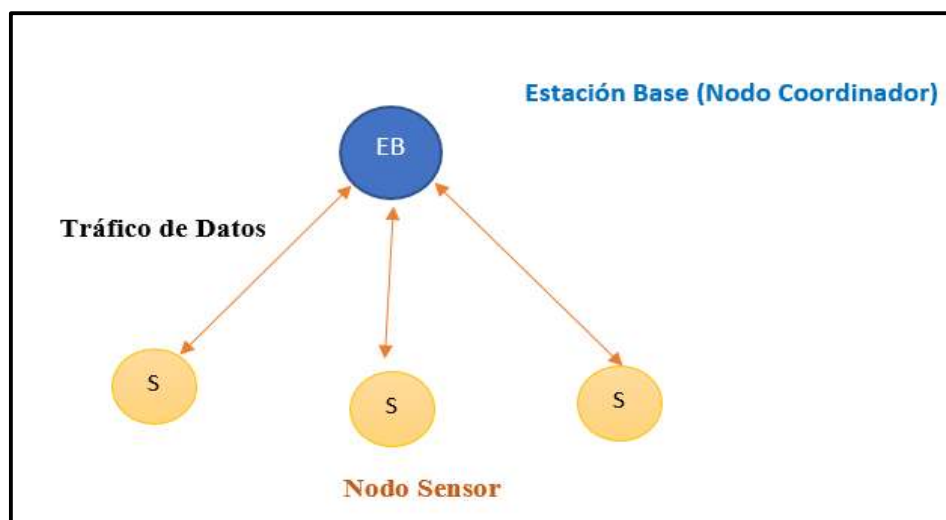 Estación Base (Nodo Coordinador)
EB
Tráfico de Datos
S
S
S
Nodo Sensor